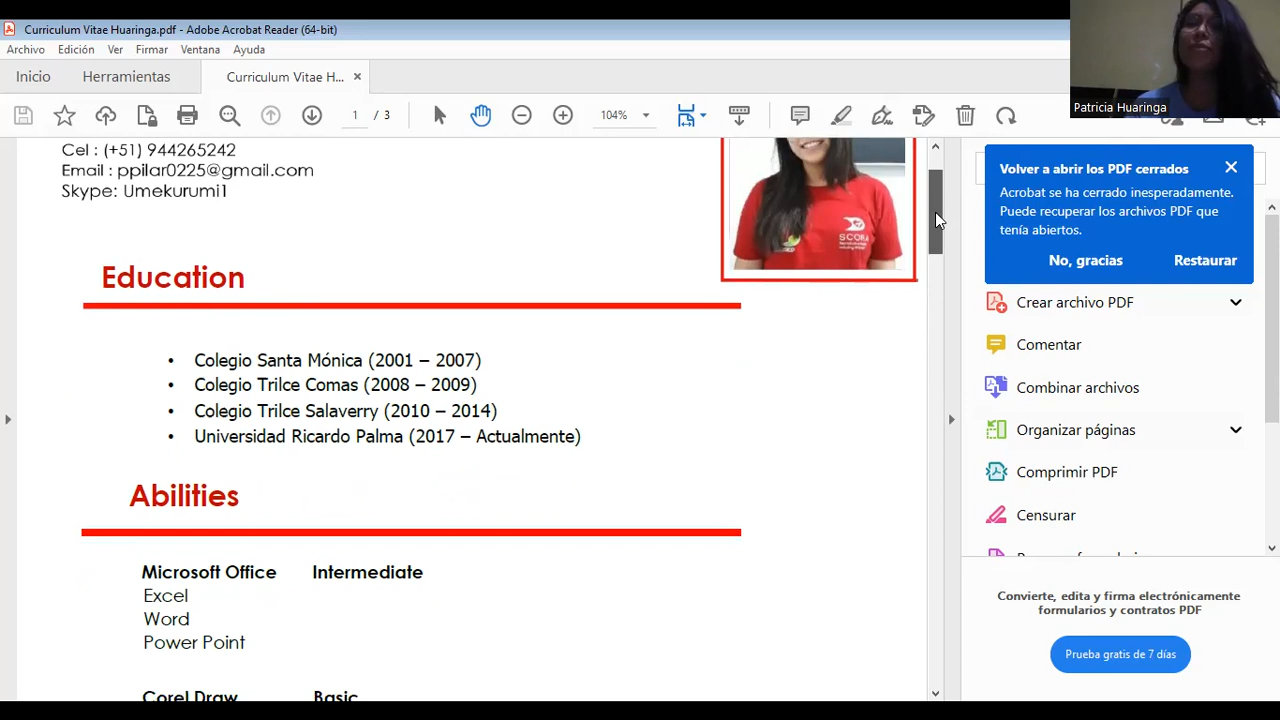 Curriculum Vitae Huaringa.pdf - Adobe Acrobat Reader (64-bit)
Archivo Edición Ver Firmar Ventana Ayuda
Inicio Herramientas Curriculum Vitae H... ×
1 / 3 104%
Patricia Huaringa
Cel : (+51) 944265242
Email : ppilar0225@gmail.com
Skype: Umekurumi1
SCORA
Education
• Colegio Santa Mónica (2001 – 2007)
• Colegio Trilce Comas (2008 – 2009)
• Colegio Trilce Salaverry (2010 – 2014)
• Universidad Ricardo Palma (2017 – Actualmente)
Abilities
Microsoft Office Intermediate
Excel
Word
Power Point
Corel Draw Basic
Volver a abrir los PDF cerrados
Acrobat se ha cerrado inesperadamente.
Puede recuperar los archivos PDF que
tenía abiertos.
No, gracias Restaurar
Crear archivo PDF
Comentar
Combinar archivos
Organizar páginas
Comprimir PDF
Censurar
Convierte, edita y firma electrónicamente
formularios y contratos PDF
Prueba gratis de 7 días